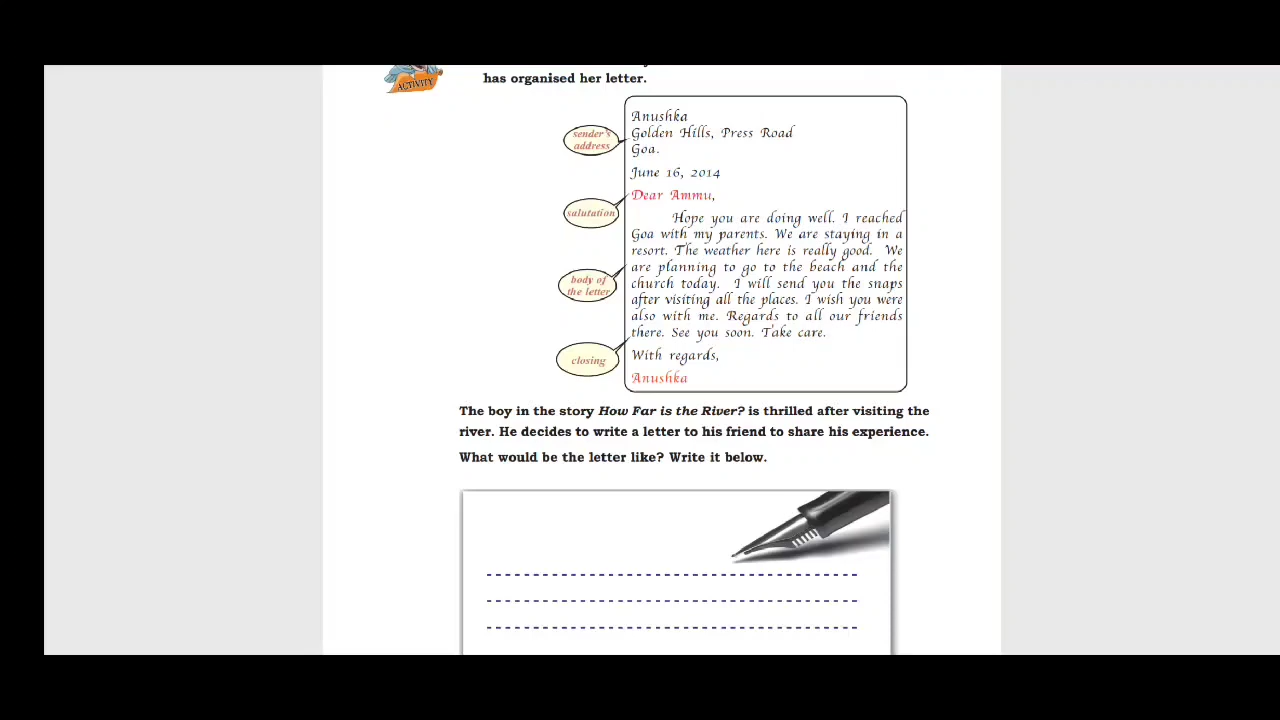 has organised her letter.
ACTIVITY
Anushka
Golden Hills, Press Road
Goa.
sender's
address
June 16, 2014
Dear Ammu,
salutation
Hope you are doing well. I reached
Goa with my parents. We are staying in a
resort. The weather here is really good. We
are planning to go to the beach and the
church today. I will send you the snaps
after visiting all the places. I wish you were
also with me. Regards to all our friends
there. See you soon. Take care.
body of
the letter
With regards,
closing
Anushka
The boy in the story How Far is the River? is thrilled after visiting the
river. He decides to write a letter to his friend to share his experience.
What would be the letter like? Write it below.